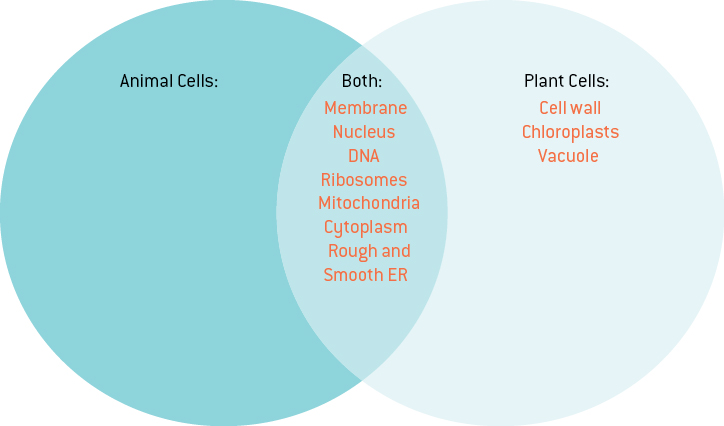 Animal Cells:
Both:
Membrane
Nucleus
DNA
Ribosomes
Mitochondria
Cytoplasm
Rough and
Smooth ER
Plant Cells:
Cell wall
Chloroplasts
Vacuole